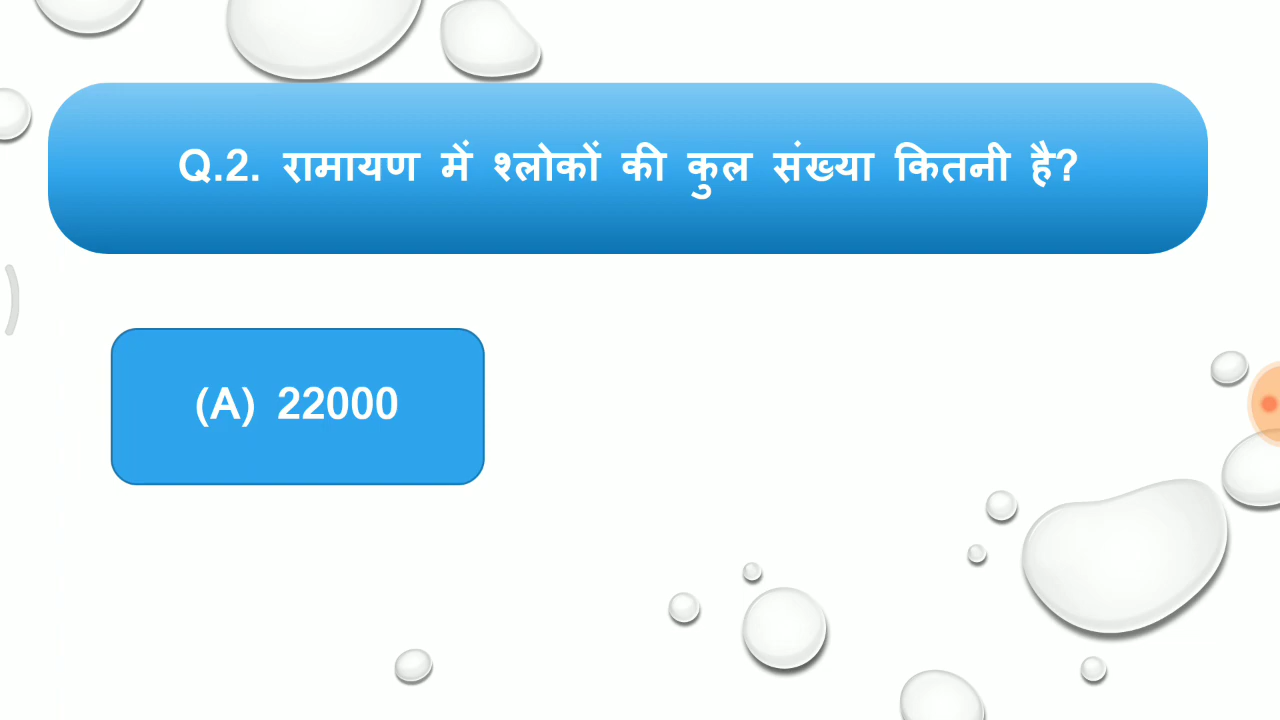 Q.2. रामायण में श्लोकों की कुल संख्या कितनी है?
(A) 22000